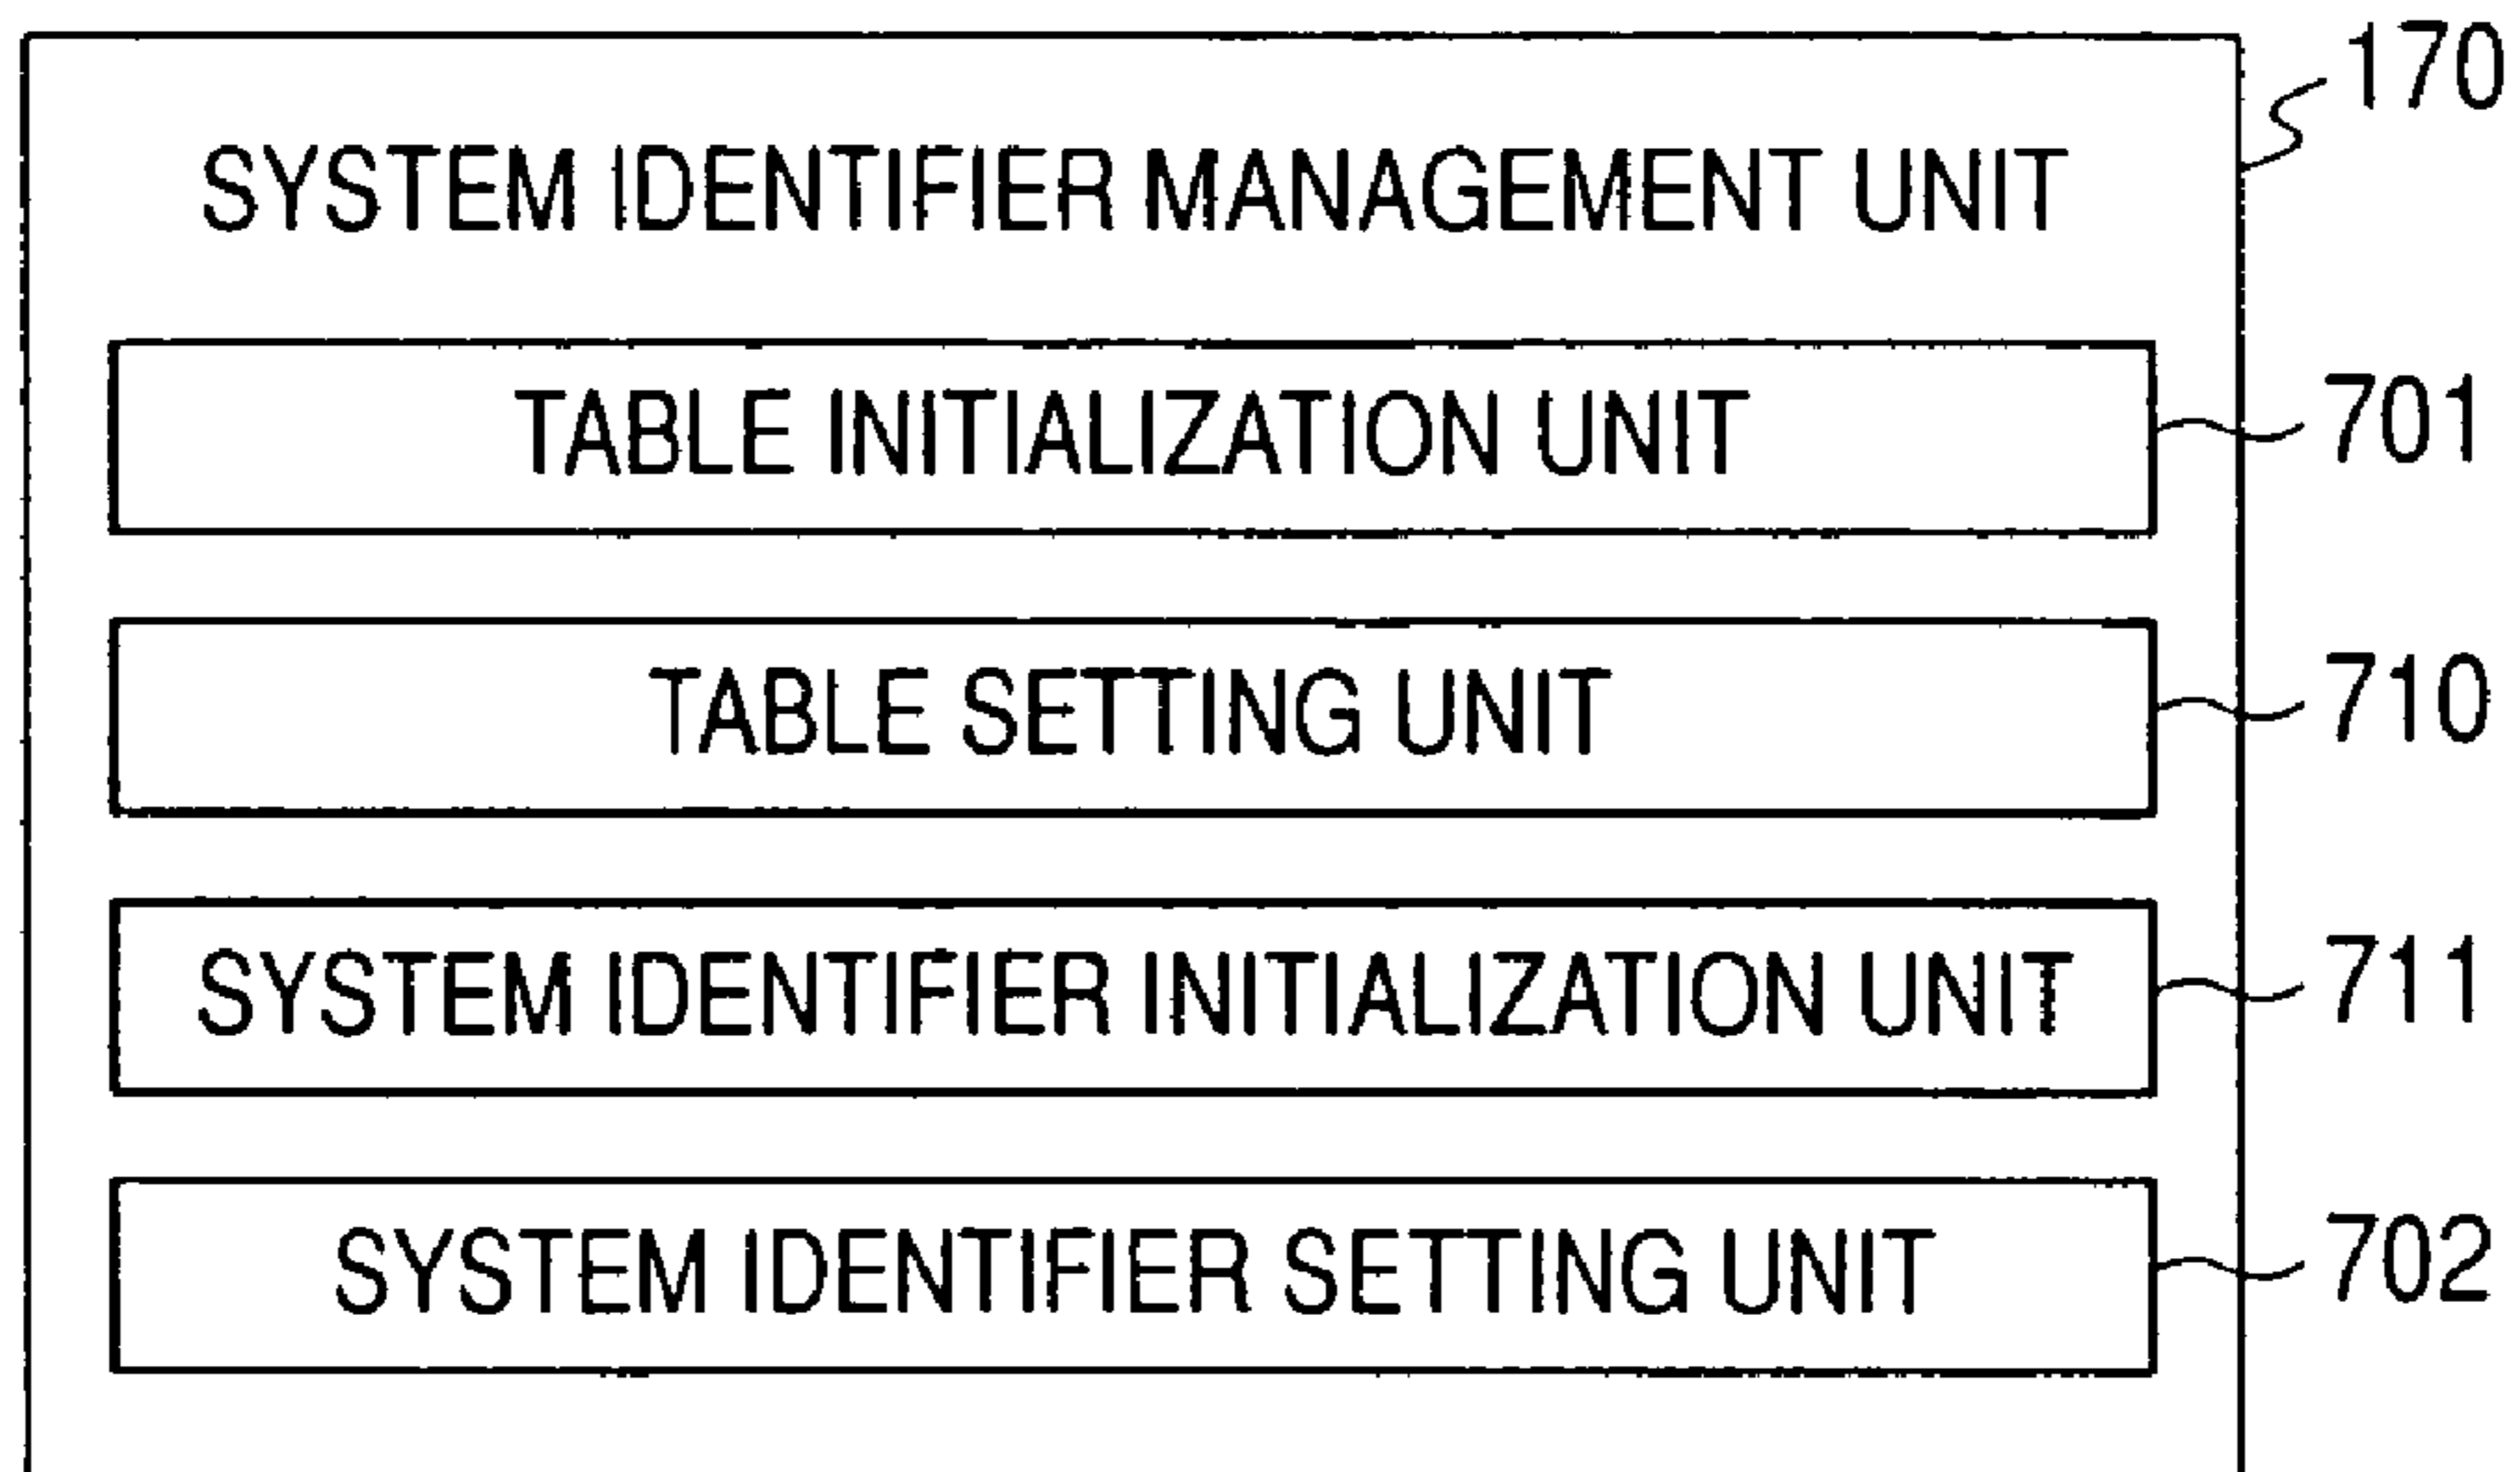 170
SYSTEM IDENTIFIER MANAGEMENT UNIT
TABLE INITIALIZATION UNIT 701
TABLE SETTING UNIT 710
SYSTEM IDENTIFIER INITIALIZATION UNIT 711
SYSTEM IDENTIFIER SETTING UNIT 702